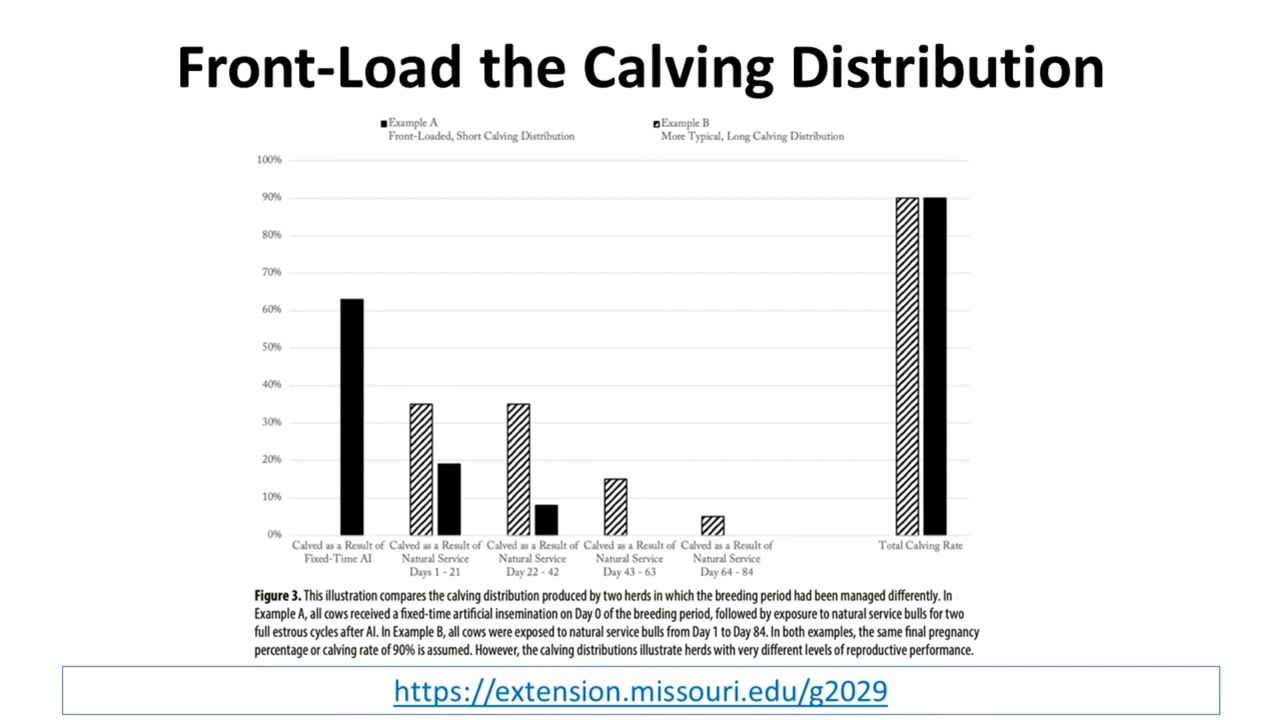 Front-Load the Calving Distribution
Example A
Front-Loaded, Short Calving Distribution
Example B
More Typical, Long Calving Distribution
100%
90%
80%
70%
60%
50%
40%
30%
20%
10%
0%
Calved as a Result of
Fixed-Time AI
Calved as a Result of
Natural Service
Days 1 - 21
Calved as a Result of
Natural Service
Day 22 - 42
Calved as a Result of
Natural Service
Day 43 - 63
Calved as a Result of
Natural Service
Day 64 - 84
Total Calving Rate
Figure 3. This illustration compares the calving distribution produced by two herds in which the breeding period had been managed differently. In
Example A, all cows received a fixed-time artificial insemination on Day 0 of the breeding period, followed by exposure to natural service bulls for two
full estrous cycles after AI. In Example B, all cows were exposed to natural service bulls from Day 1 to Day 84. In both examples, the same final pregnancy
percentage or calving rate of 90% is assumed. However, the calving distributions illustrate herds with very different levels of reproductive performance.
https://extension.missouri.edu/g2029